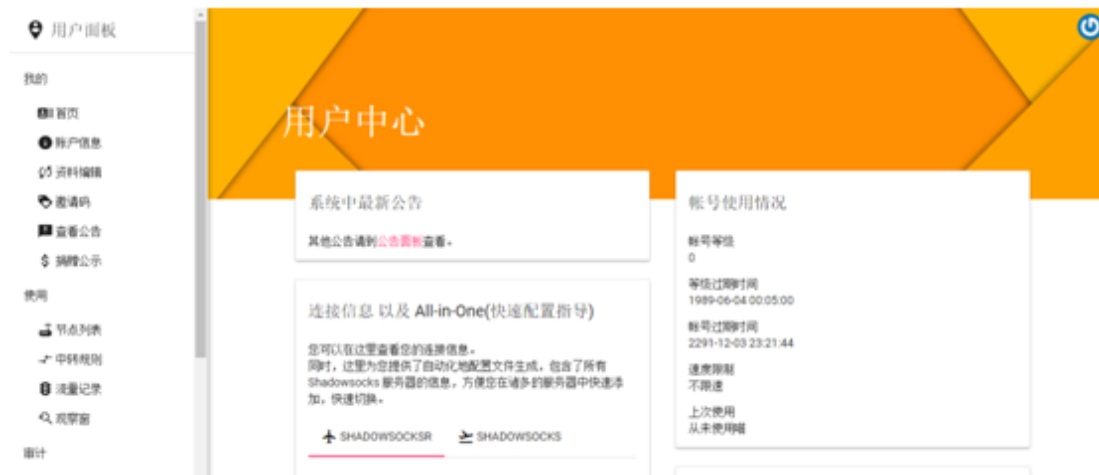 用户面板
我的
首页
账户信息
资料编辑
邀请码
查看公告
捐赠公示
使用
节点列表
中转规则
流量记录
观察窗
审计
用户中心
系统中最新公告
其他公告请到公告面板查看。
连接信息 以及 All-in-One(快速配置指导)
您可以在这里查看您的连接信息。
同时，这里为您提供了自动化地配置文件生成，包含了所有
Shadowsocks 服务器的信息，方便您在诸多的服务器中快速添
加，快速切换。
SHADOWSOCKSR
SHADOWSOCKS
帐号使用情况
帐号等级
0
等级过期时间
1989-06-04 00:05:00
帐号过期时间
2291-12-03 23:21:44
速度限制
不限速
上次使用
从未使用喵